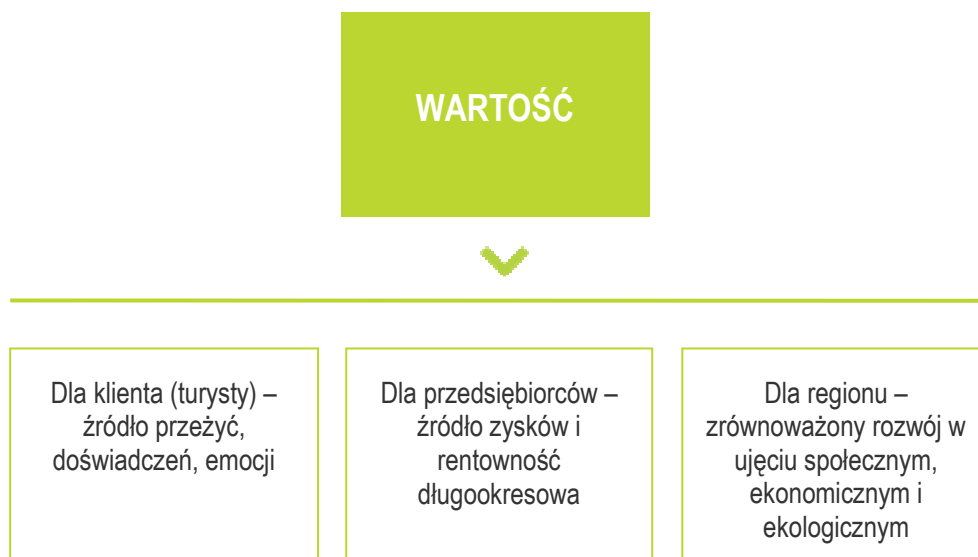 WARTOŚĆ
Dla klienta (turysty) –
źródło przeżyć,
doświadczeń, emocji
Dla przedsiębiorców –
źródło zysków i
rentowność
długookresowa
Dla regionu –
zrównoważony rozwój w
ujęciu społecznym,
ekonomicznym i
ekologicznym